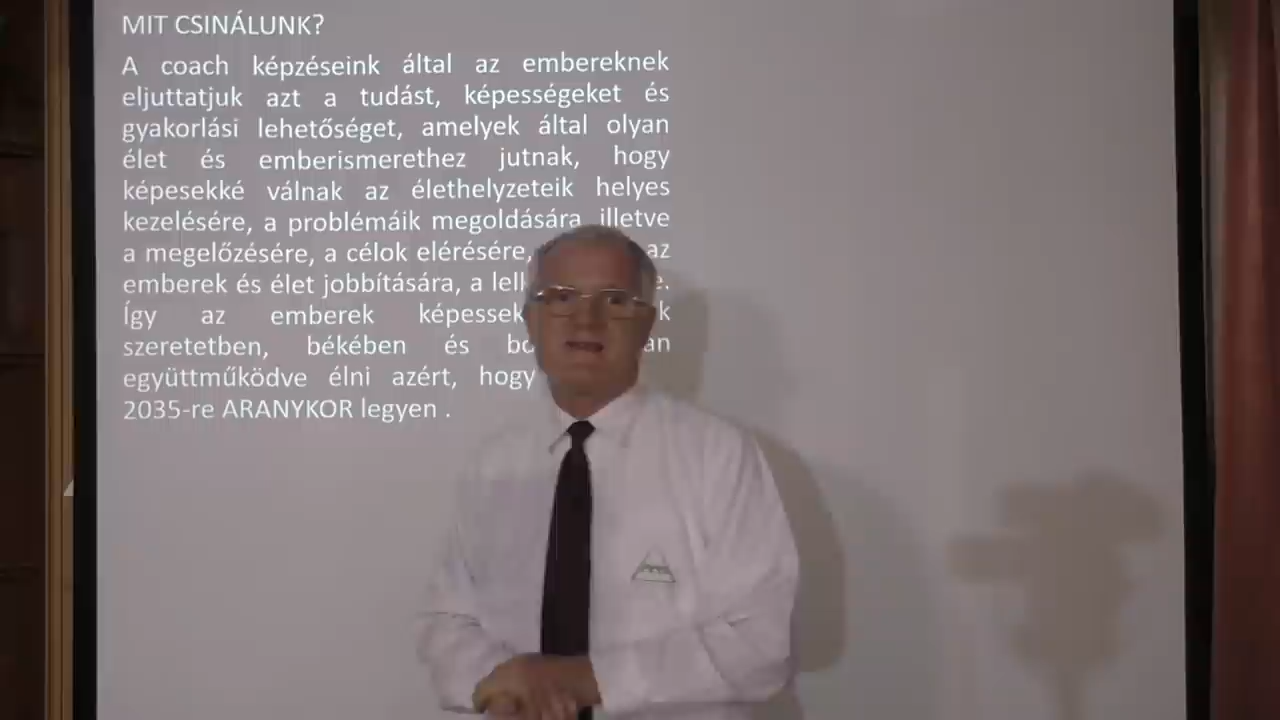 MIT CSINÁLUNK?
A coach képzéseink által az embereknek
eljuttatjuk azt a tudást, képességeket és
gyakorlási lehetőséget, amelyek által olyan
élet és emberismerethez jutnak, hogy
képesekké válnak az élethelyzeteik helyes
kezelésére, a problémáik megoldására, illetve
a megelőzésére, a célok elérésére, az
emberek és élet jobbítására, a
Így az emberek
szeretetben, békében és
együttműködve élni azért, hogy
2035-re ARANYKOR legyen .